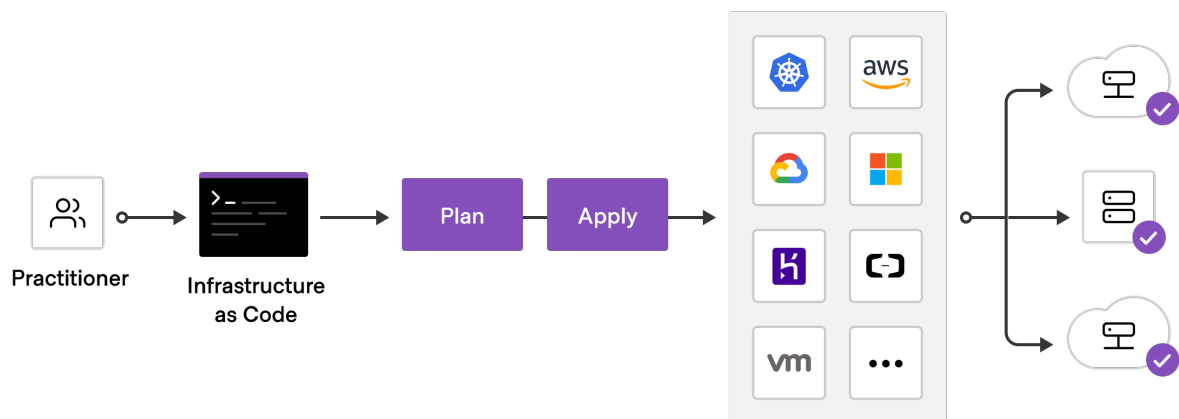 Practitioner
Infrastructure
as Code
Plan
Apply
aws
vm